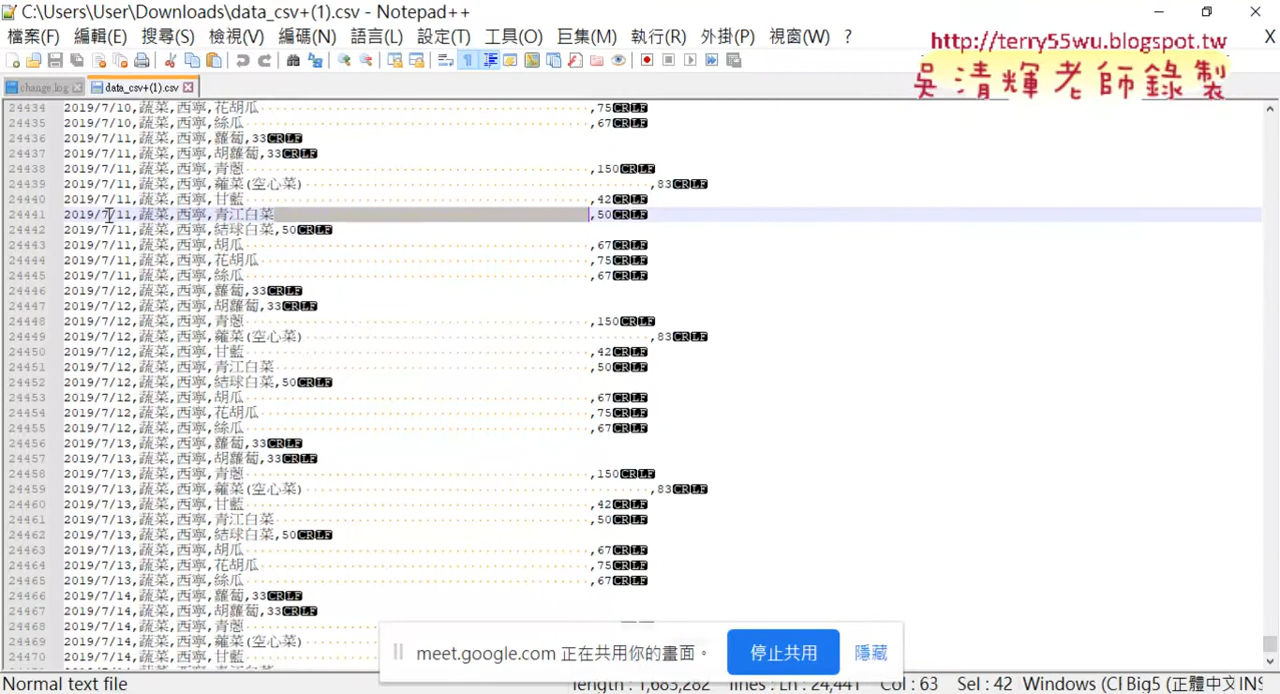 C:\Users\User\Downloads\data_csv+(1).csv - Notepad++
檔案(F) 編輯(E) 搜尋(S) 檢視(V) 編碼(N) 語言(L) 設定(T) 工具(O) 巨集(M) 執行(R) 外掛(P) 視窗(W) ? X
http://terry55wu.blogspot.tw
吳清輝老師錄製
change.log data_csv+(1).csv
24434 2019/7/10,蔬菜,西寧,花胡瓜 ,75CRLF
24435 2019/7/10,蔬菜,西寧,絲瓜 ,67CRLF
24436 2019/7/11,蔬菜,西寧,蘿蔔,33CRLF
24437 2019/7/11,蔬菜,西寧,胡蘿蔔,33CRLF
24438 2019/7/11,蔬菜,西寧,青蔥 ,150CRLF
24439 2019/7/11,蔬菜,西寧,蕹菜(空心菜) ,83CRLF
24440 2019/7/11,蔬菜,西寧,甘藍 ,42CRLF
24441 2019/7/11,蔬菜,西寧,青江白菜 ,50CRLF
24442 2019/7/11,蔬菜,西寧,結球白菜,50CRLF
24443 2019/7/11,蔬菜,西寧,胡瓜 ,67CRLF
24444 2019/7/11,蔬菜,西寧,花胡瓜 ,75CRLF
24445 2019/7/11,蔬菜,西寧,絲瓜 ,67CRLF
24446 2019/7/12,蔬菜,西寧,蘿蔔,33CRLF
24447 2019/7/12,蔬菜,西寧,胡蘿蔔,33CRLF
24448 2019/7/12,蔬菜,西寧,青蔥 ,150CRLF
24449 2019/7/12,蔬菜,西寧,蕹菜(空心菜) ,83CRLF
24450 2019/7/12,蔬菜,西寧,甘藍 ,42CRLF
24451 2019/7/12,蔬菜,西寧,青江白菜 ,50CRLF
24452 2019/7/12,蔬菜,西寧,結球白菜,50CRLF
24453 2019/7/12,蔬菜,西寧,胡瓜 ,67CRLF
24454 2019/7/12,蔬菜,西寧,花胡瓜 ,75CRLF
24455 2019/7/12,蔬菜,西寧,絲瓜 ,67CRLF
24456 2019/7/13,蔬菜,西寧,蘿蔔,33CRLF
24457 2019/7/13,蔬菜,西寧,胡蘿蔔,33CRLF
24458 2019/7/13,蔬菜,西寧,青蔥 ,150CRLF
24459 2019/7/13,蔬菜,西寧,蕹菜(空心菜) ,83CRLF
24460 2019/7/13,蔬菜,西寧,甘藍 ,42CRLF
24461 2019/7/13,蔬菜,西寧,青江白菜 ,50CRLF
24462 2019/7/13,蔬菜,西寧,結球白菜,50CRLF
24463 2019/7/13,蔬菜,西寧,胡瓜 ,67CRLF
24464 2019/7/13,蔬菜,西寧,花胡瓜 ,75CRLF
24465 2019/7/13,蔬菜,西寧,絲瓜 ,67CRLF
24466 2019/7/14,蔬菜,西寧,蘿蔔,33CRLF
24467 2019/7/14,蔬菜,西寧,胡蘿蔔,33CRLF
24468 2019/7/14,蔬菜,西寧,青蔥
24469 2019/7/14,蔬菜,西寧,蕹菜(空心菜)
24470 2019/7/14,蔬菜,西寧,甘藍
meet.google.com 正在共用你的畫面。 停止共用 隱藏
Normal text file length : 1,685,282 lines : Ln : 24,441 Col : 63 Sel : 42 Windows (CI Big5 (正體中文 INS